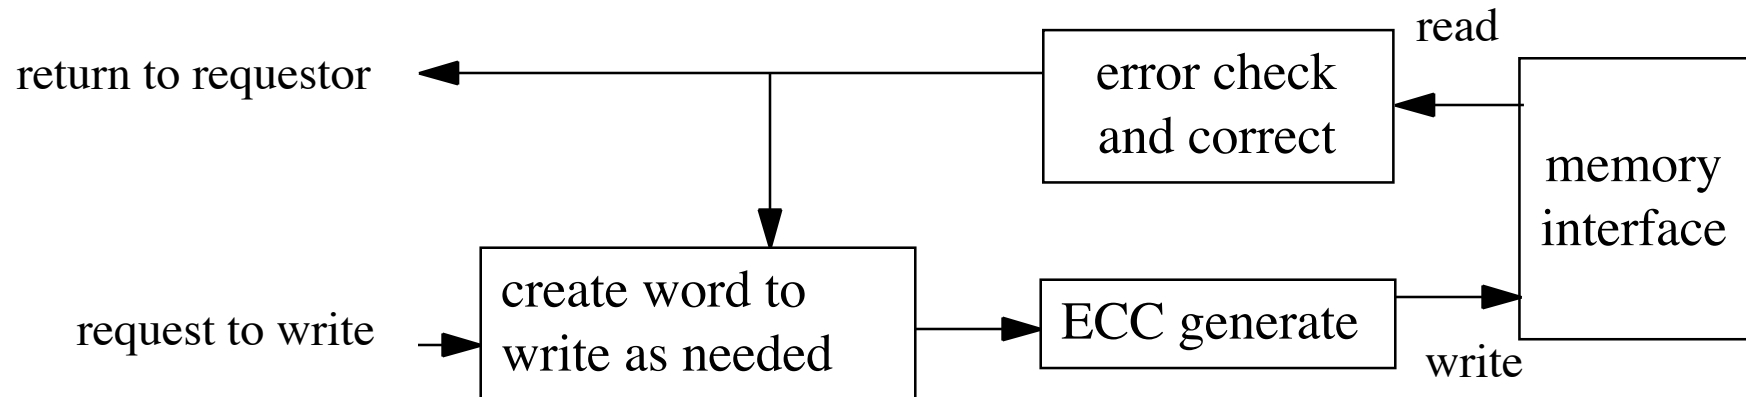 read
return to requestor
error check
and correct
memory
interface
create word to
write as needed
request to write
ECC generate
write